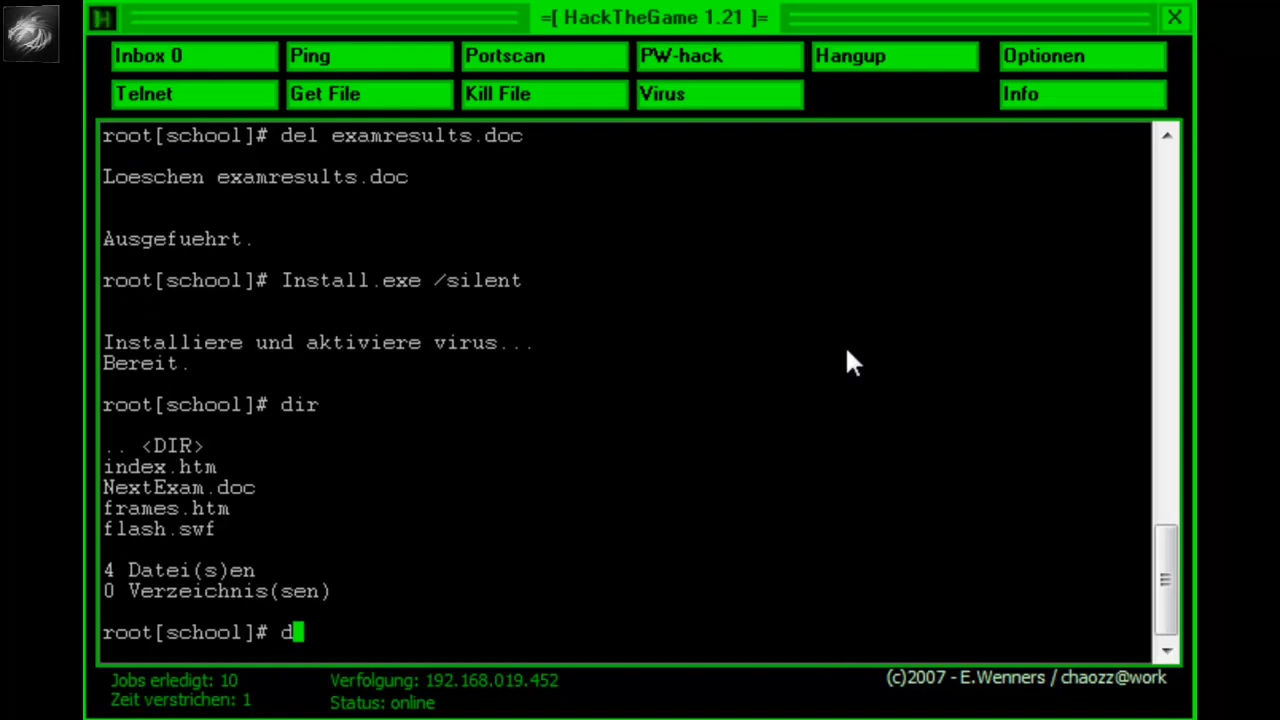 H =[ HackTheGame 1.21 ]= X
Inbox 0 Ping Portscan PW-hack Hangup Optionen
Telnet Get File Kill File Virus Info
root[school]# del examresults.doc
Loeschen examresults.doc
Ausgefuehrt.
root[school]# Install.exe /silent
Installiere und aktiviere virus...
Bereit.
root[school]# dir
.. <DIR>
index.htm
NextExam.doc
frames.htm
flash.swf
4 Datei(s)en
0 Verzeichnis(sen)
root[school]# d
Jobs erledigt: 10 Verfolgung: 192.168.019.452 (c)2007 - E.Wenners / chaozz@work
Zeit verstrichen: 1 Status: online